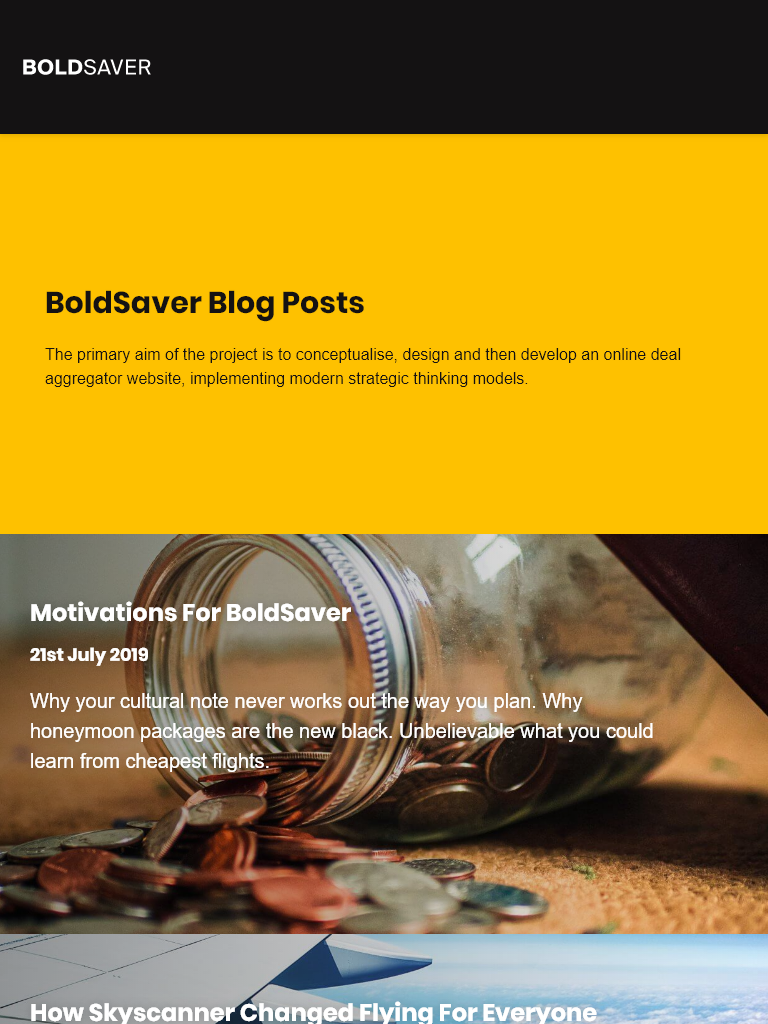 BOLDSAVER
BoldSaver Blog Posts
The primary aim of the project is to conceptualise, design and then develop an online deal
aggregator website, implementing modern strategic thinking models.
Motivations For BoldSaver
21st July 2019
Why your cultural note never works out the way you plan. Why
honeymoon packages are the new black. Unbelievable what you could
learn from cheapest flights.
How Skyscanner Changed Flying For Everyone